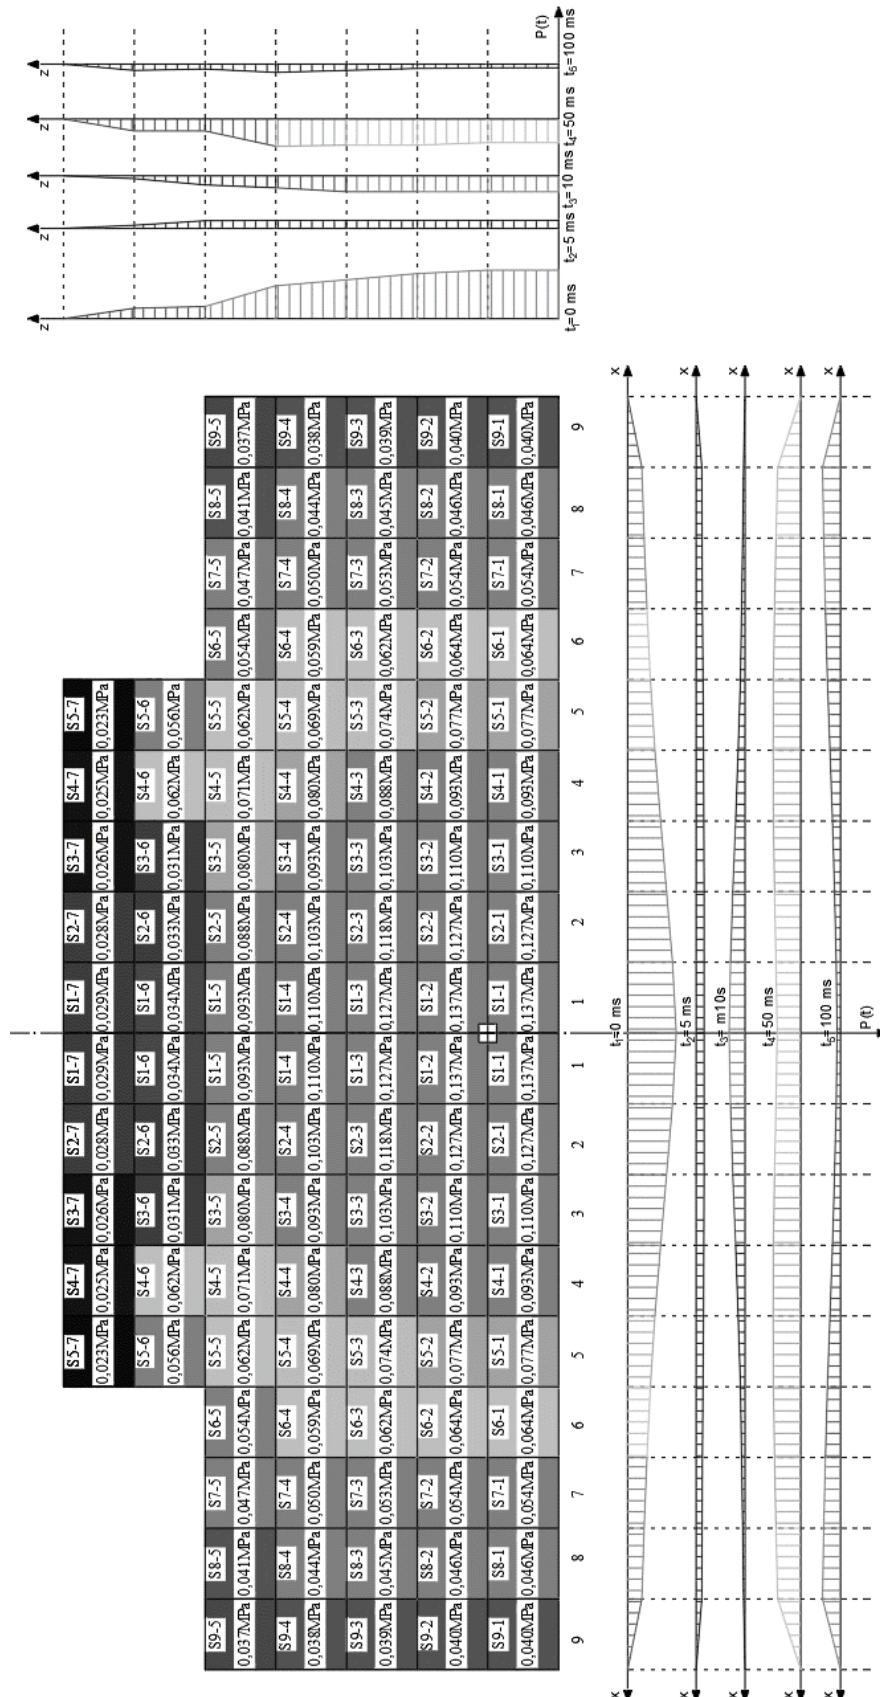 z z z z z
S5-7 S4-7 S3-7 S2-7 S1-7 S1-7 S2-7 S3-7 S4-7 S5-7
0,023MPa 0,025MPa 0,026MPa 0,028MPa 0,029MPa 0,029MPa 0,028MPa 0,026MPa 0,025MPa 0,023MPa
S5-6 S4-6 S3-6 S2-6 S1-6 S1-6 S2-6 S3-6 S4-6 S5-6
0,056MPa 0,062MPa 0,031MPa 0,033MPa 0,034MPa 0,034MPa 0,033MPa 0,031MPa 0,062MPa 0,056MPa
S9-5 S8-5 S7-5 S6-5 S5-5 S4-5 S3-5 S2-5 S1-5 S1-5 S2-5 S3-5 S4-5 S5-5 S6-5 S7-5 S8-5 S9-5
0,037MPa 0,041MPa 0,047MPa 0,054MPa 0,062MPa 0,071MPa 0,080MPa 0,088MPa 0,093MPa 0,093MPa 0,088MPa 0,080MPa 0,071MPa 0,062MPa 0,054MPa 0,047MPa 0,041MPa 0,037MPa
S9-4 S8-4 S7-4 S6-4 S5-4 S4-4 S3-4 S2-4 S1-4 S1-4 S2-4 S3-4 S4-4 S5-4 S6-4 S7-4 S8-4 S9-4
0,038MPa 0,044MPa 0,050MPa 0,059MPa 0,069MPa 0,080MPa 0,093MPa 0,103MPa 0,110MPa 0,110MPa 0,103MPa 0,093MPa 0,080MPa 0,069MPa 0,059MPa 0,050MPa 0,044MPa 0,038MPa
S9-3 S8-3 S7-3 S6-3 S5-3 S4-3 S3-3 S2-3 S1-3 S1-3 S2-3 S3-3 S4-3 S5-3 S6-3 S7-3 S8-3 S9-3
0,039MPa 0,045MPa 0,053MPa 0,062MPa 0,074MPa 0,088MPa 0,103MPa 0,118MPa 0,127MPa 0,127MPa 0,118MPa 0,103MPa 0,088MPa 0,074MPa 0,062MPa 0,053MPa 0,045MPa 0,039MPa
S9-2 S8-2 S7-2 S6-2 S5-2 S4-2 S3-2 S2-2 S1-2 S1-2 S2-2 S3-2 S4-2 S5-2 S6-2 S7-2 S8-2 S9-2
0,040MPa 0,046MPa 0,054MPa 0,064MPa 0,077MPa 0,093MPa 0,110MPa 0,127MPa 0,137MPa 0,137MPa 0,127MPa 0,110MPa 0,093MPa 0,077MPa 0,064MPa 0,054MPa 0,046MPa 0,040MPa
S9-1 S8-1 S7-1 S6-1 S5-1 S4-1 S3-1 S2-1 S1-1 S1-1 S2-1 S3-1 S4-1 S5-1 S6-1 S7-1 S8-1 S9-1
0,040MPa 0,046MPa 0,054MPa 0,064MPa 0,077MPa 0,093MPa 0,110MPa 0,127MPa 0,137MPa 0,137MPa 0,127MPa 0,110MPa 0,093MPa 0,077MPa 0,064MPa 0,054MPa 0,046MPa 0,040MPa
P(t)
t1=0 ms t2=5 ms t3=10 ms t4=50 ms t5=100 ms
9 8 7 6 5 4 3 2 1 1 2 3 4 5 6 7 8 9
x t1=0 ms x
x t2=5 ms x
x t3= m10s x
x t4=50 ms x
x t5=100 ms x
P(t)